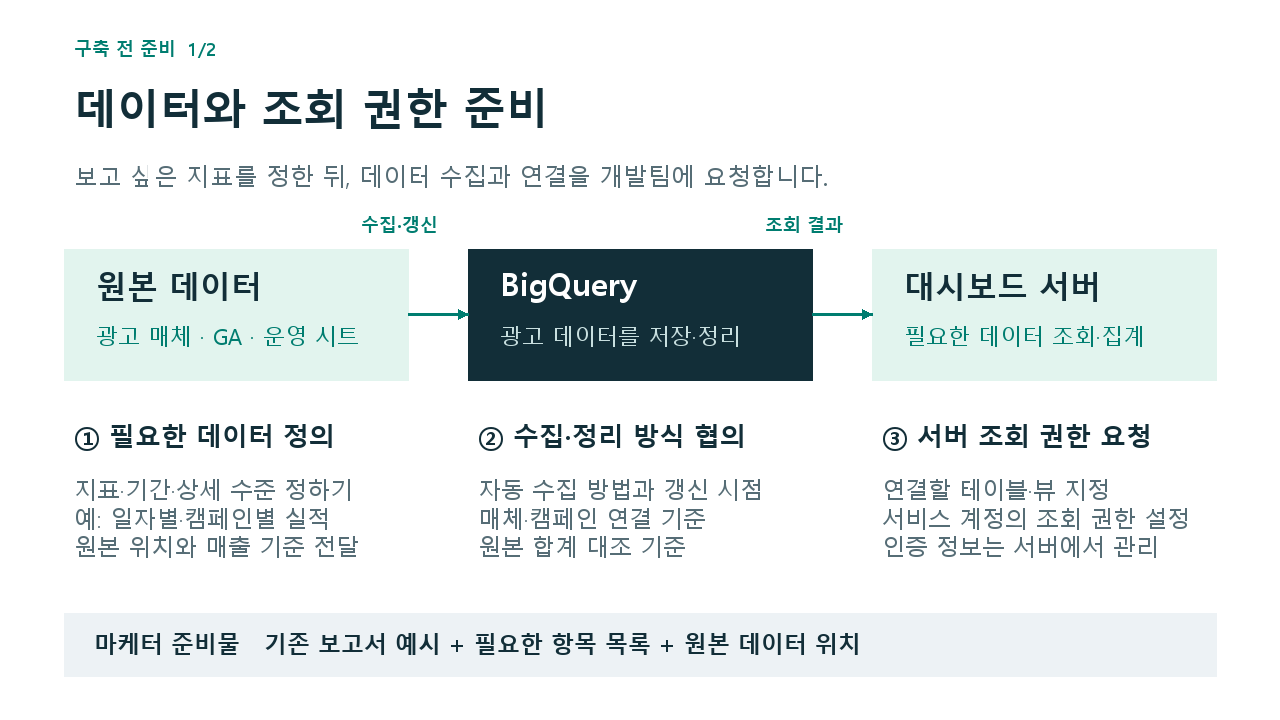 구축 전 준비 1/2
데이터와 조회 권한 준비
보고 싶은 지표를 정한 뒤, 데이터 수집과 연결을 개발팀에 요청합니다.
수집·갱신
조회 결과
원본 데이터
광고 매체 · GA · 운영 시트
BigQuery
광고 데이터를 저장·정리
대시보드 서버
필요한 데이터 조회·집계
① 필요한 데이터 정의
지표·기간·상세 수준 정하기
예: 일자별·캠페인별 실적
원본 위치와 매출 기준 전달
② 수집·정리 방식 협의
자동 수집 방법과 갱신 시점
매체·캠페인 연결 기준
원본 합계 대조 기준
③ 서버 조회 권한 요청
연결할 테이블·뷰 지정
서비스 계정의 조회 권한 설정
인증 정보는 서버에서 관리
마케터 준비물 기존 보고서 예시 + 필요한 항목 목록 + 원본 데이터 위치